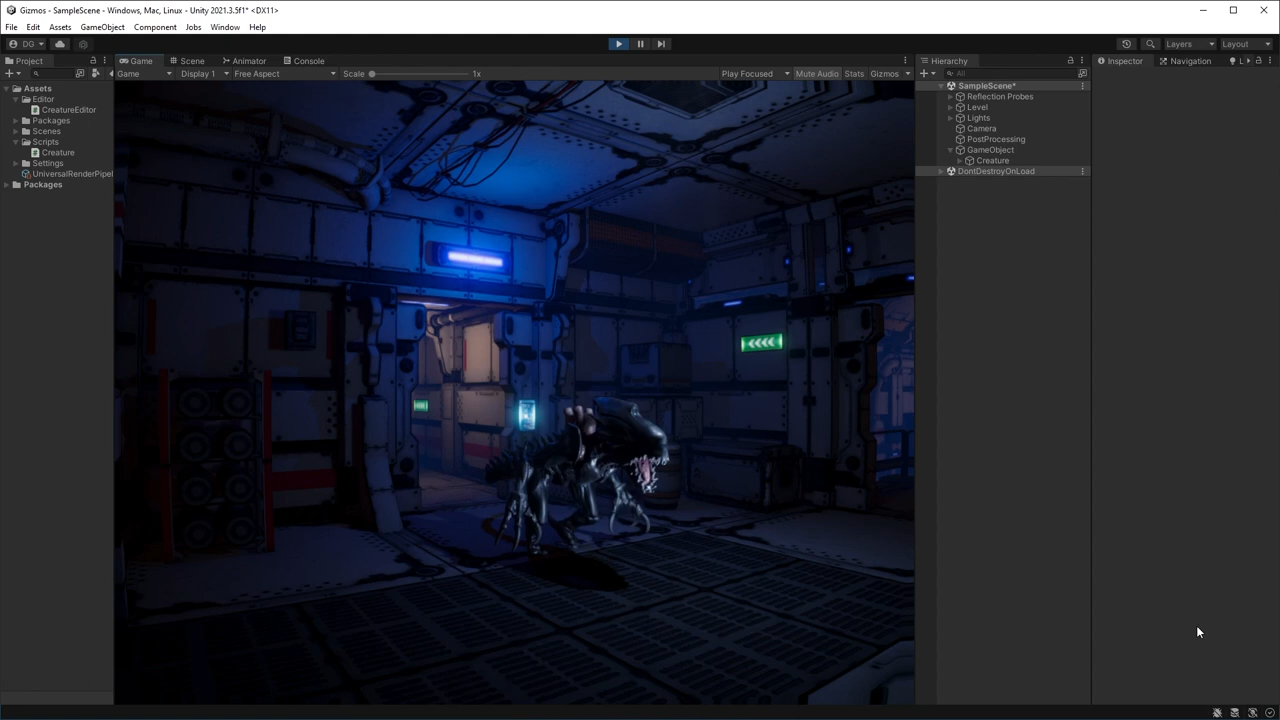 Gizmos - SampleScene - Windows, Mac, Linux - Unity 2021.3.5f1* <DX11>
File Edit Assets GameObject Component Jobs Window Help
DG Layers Layout
Project Game Scene Animator Console Hierarchy Inspector Navigation L
Game Display 1 Free Aspect Scale 1x Play Focused Mute Audio Stats Gizmos All
Assets
Editor
CreatureEditor
Packages
Scenes
Scripts
Creature
Settings
UniversalRenderPipel
Packages
SampleScene*
Reflection Probes
Level
Lights
Camera
PostProcessing
GameObject
Creature
DontDestroyOnLoad